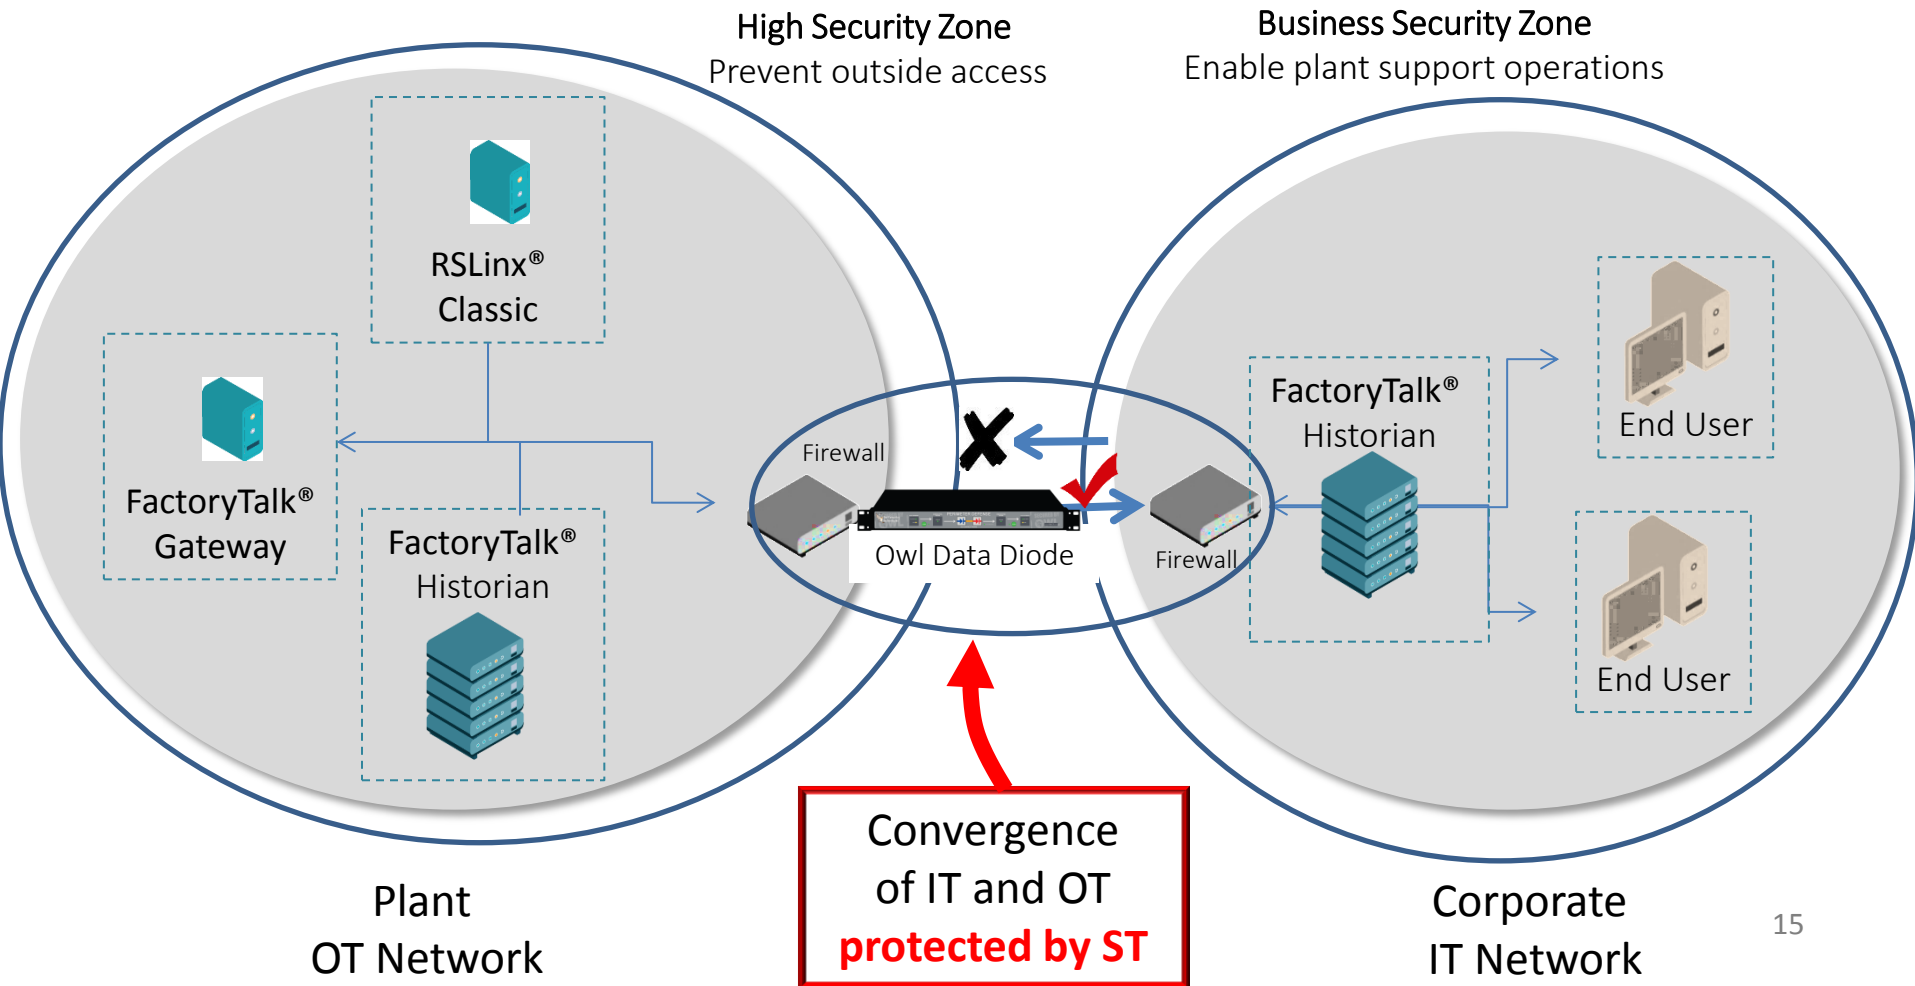 High Security Zone
Prevent outside access
Business Security Zone
Enable plant support operations
RSLinx®
Classic
FactoryTalk®
Gateway
FactoryTalk®
Historian
Firewall
Owl Data Diode
Firewall
FactoryTalk®
Historian
End User
End User
Convergence
of IT and OT
protected by ST
Plant
OT Network
Corporate
IT Network
15